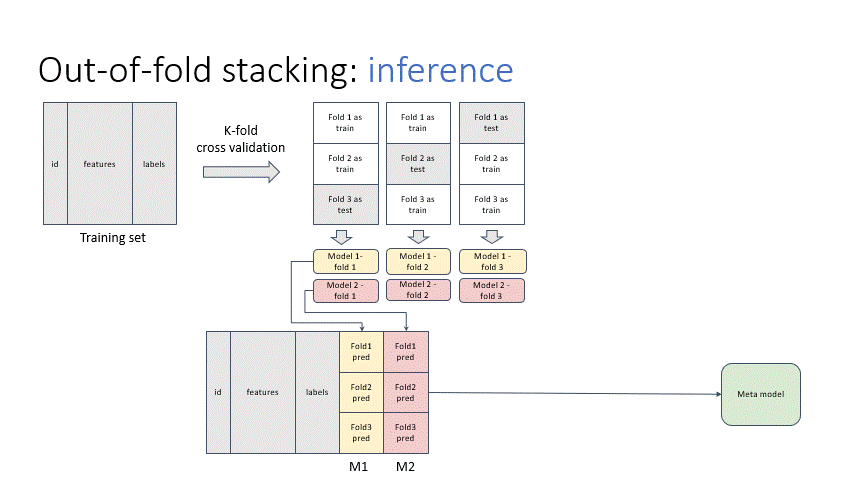 Out-of-fold stacking: inference
id
features
labels
Training set
K-fold
cross validation
Fold 1 as
train
Fold 1 as
train
Fold 1 as
test
Fold 2 as
train
Fold 2 as
test
Fold 2 as
train
Fold 3 as
test
Fold 3 as
train
Fold 3 as
train
Model 1-
fold 1
Model 1 -
fold 2
Model 1 -
fold 3
Model 2 -
fold 1
Model 2 -
fold 2
Model 2 -
fold 3
id
features
labels
Fold1
pred
Fold1
pred
Fold2
pred
Fold2
pred
Fold3
pred
Fold3
pred
M1
M2
Meta model